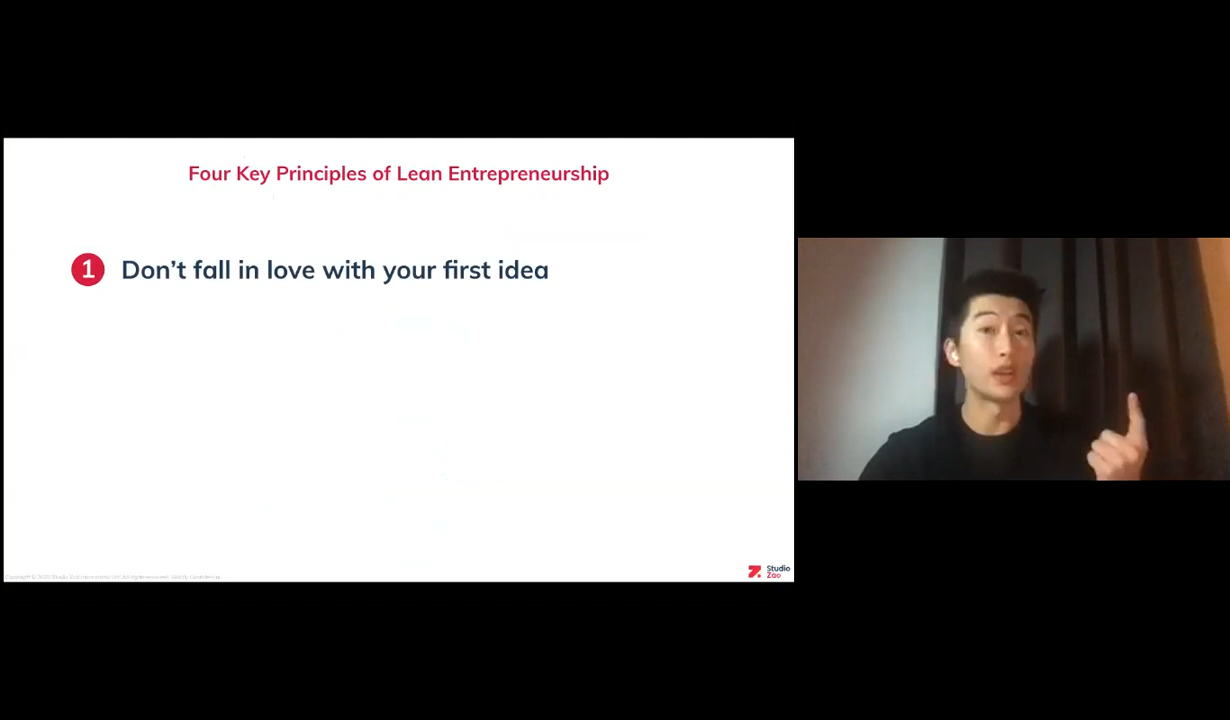 Four Key Principles of Lean Entrepreneurship
1 Don’t fall in love with your first idea
Studio
Zao